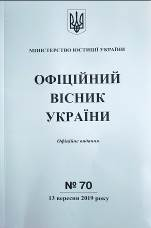 МІНІСТЕРСТВО ЮСТИЦІЇ УКРАЇНИ
ОФІЦІЙНИЙ
ВІСНИК
УКРАЇНИ
Офіційне видання
№ 70
13 вересня 2019 року